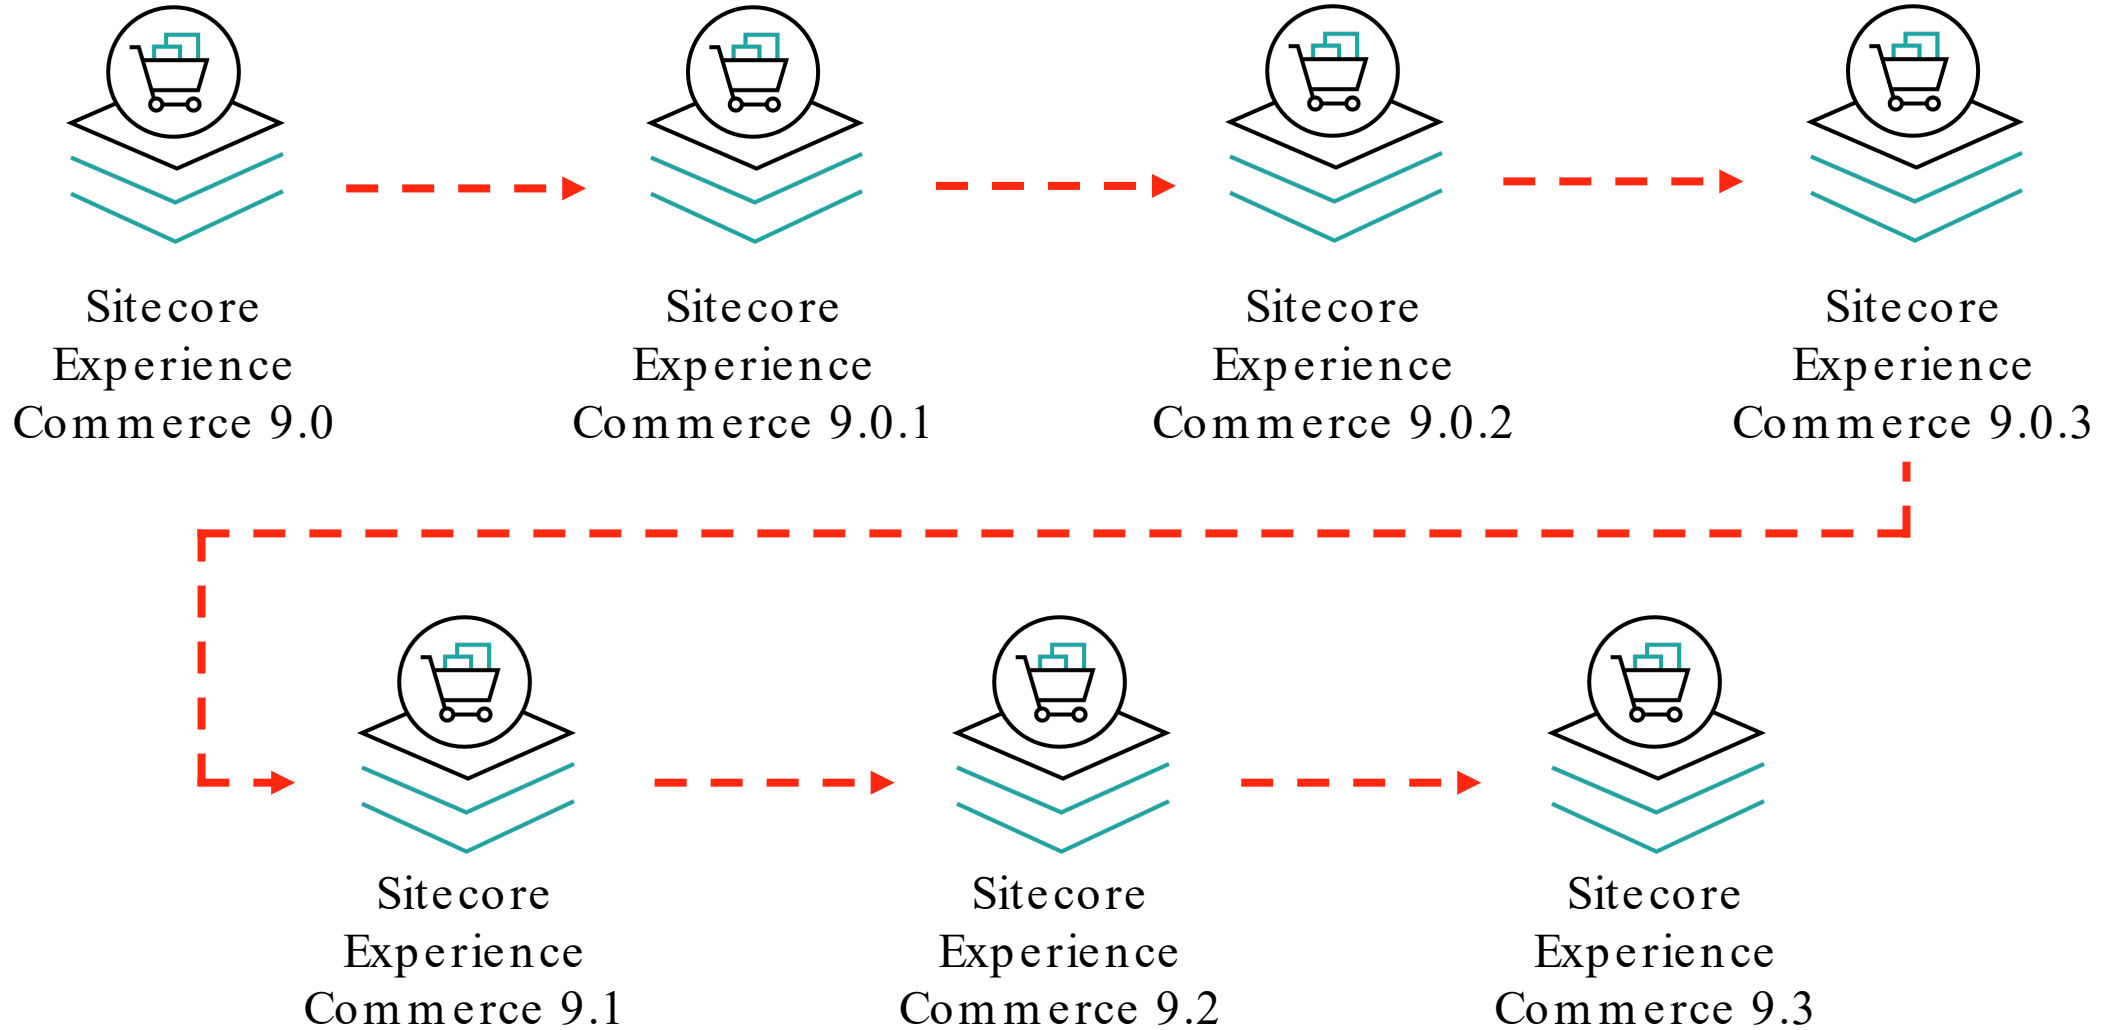 Sitecore
Experience
Commerce 9.0
Sitecore
Experience
Commerce 9.0.1
Sitecore
Experience
Commerce 9.0.2
Sitecore
Experience
Commerce 9.0.3
Sitecore
Experience
Commerce 9.1
Sitecore
Experience
Commerce 9.2
Sitecore
Experience
Commerce 9.3